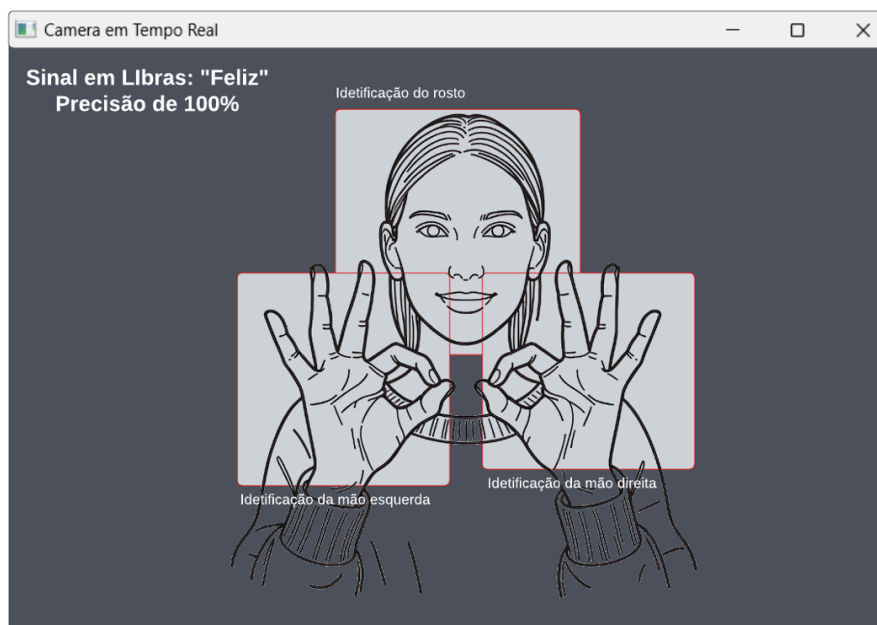 Camera em Tempo Real
Sinal em LIbras: "Feliz"
Precisão de 100%
Idetificação do rosto
Idetificação da mão direita
Idetificação da mão esquerda